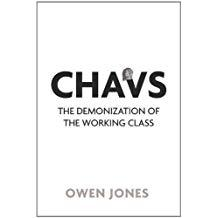 CHAVS
THE DEMONIZATION OF
THE WORKING CLASS
OWEN JONES